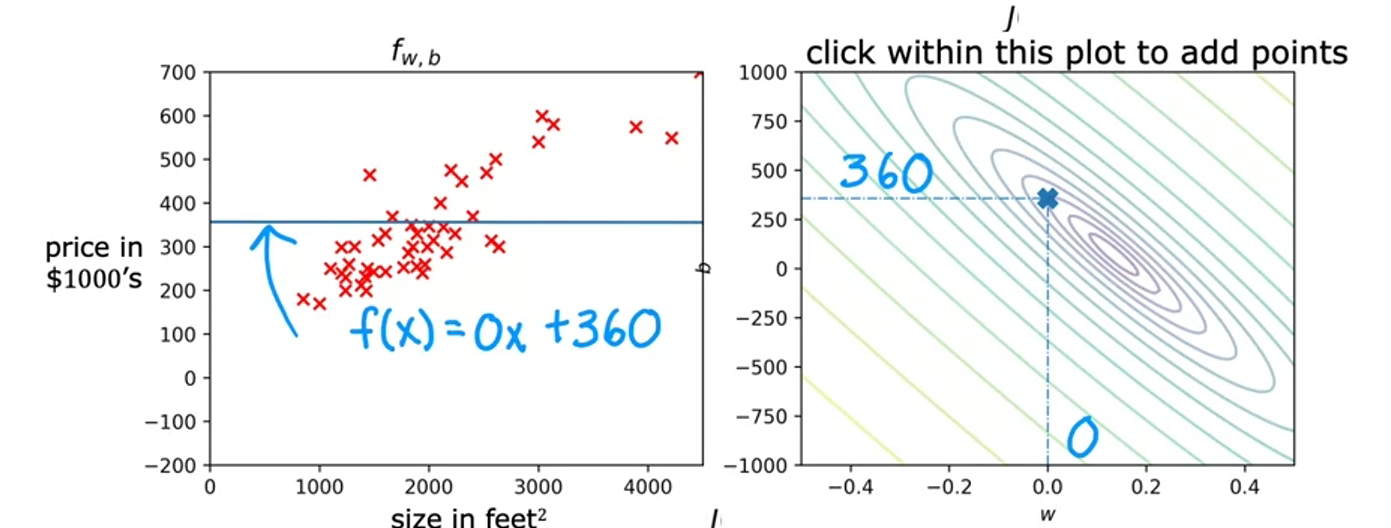 f_{w,b}
700
600
500
400
300
200
100
0
−100
−200
0 1000 2000 3000 4000
price in
$1000's
size in feet²
f(x) = 0x + 360
J
click within this plot to add points
1000
750
500
250
0
−250
−500
−750
−1000
b
360
0
−0.4 −0.2 0.0 0.2 0.4
w